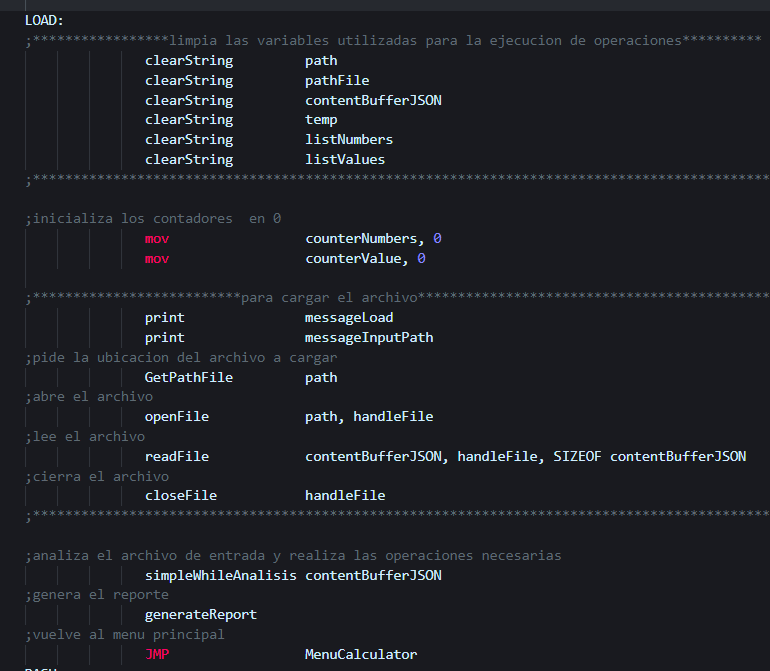 LOAD:
;*****************limpia las variables utilizadas para la ejecucion de operaciones**********
clearString path
clearString pathFile
clearString contentBufferJSON
clearString temp
clearString listNumbers
clearString listValues
;********************************************************************************************
;inicializa los contadores  en 0
mov counterNumbers, 0
mov counterValue, 0
;**************************para cargar el archivo********************************************
print messageLoad
print messageInputPath
;pide la ubicacion del archivo a cargar
GetPathFile path
;abre el archivo
openFile path, handleFile
;lee el archivo
readFile contentBufferJSON, handleFile, SIZEOF contentBufferJSON
;cierra el archivo
closeFile handleFile
;********************************************************************************************
;analiza el archivo de entrada y realiza las operaciones necesarias
simpleWhileAnalisis contentBufferJSON
;genera el reporte
generateReport
;vuelve al menu principal
JMP MenuCalculator